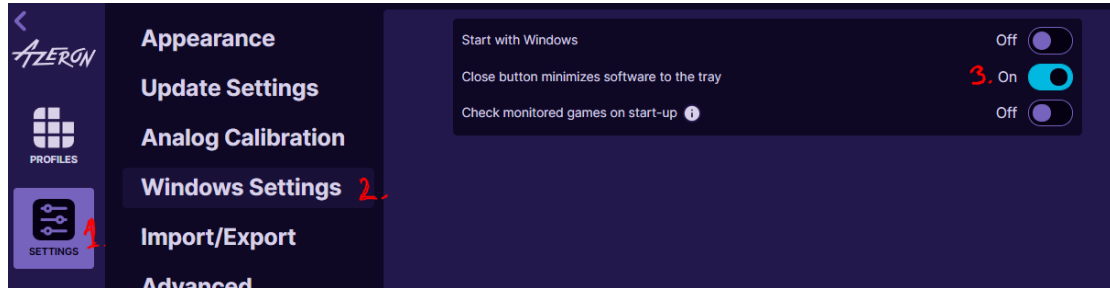 AZERON
PROFILES
SETTINGS 1.
Appearance
Update Settings
Analog Calibration
Windows Settings 2.
Import/Export
Advanced
Start with Windows Off
Close button minimizes software to the tray 3. On
Check monitored games on start-up i Off